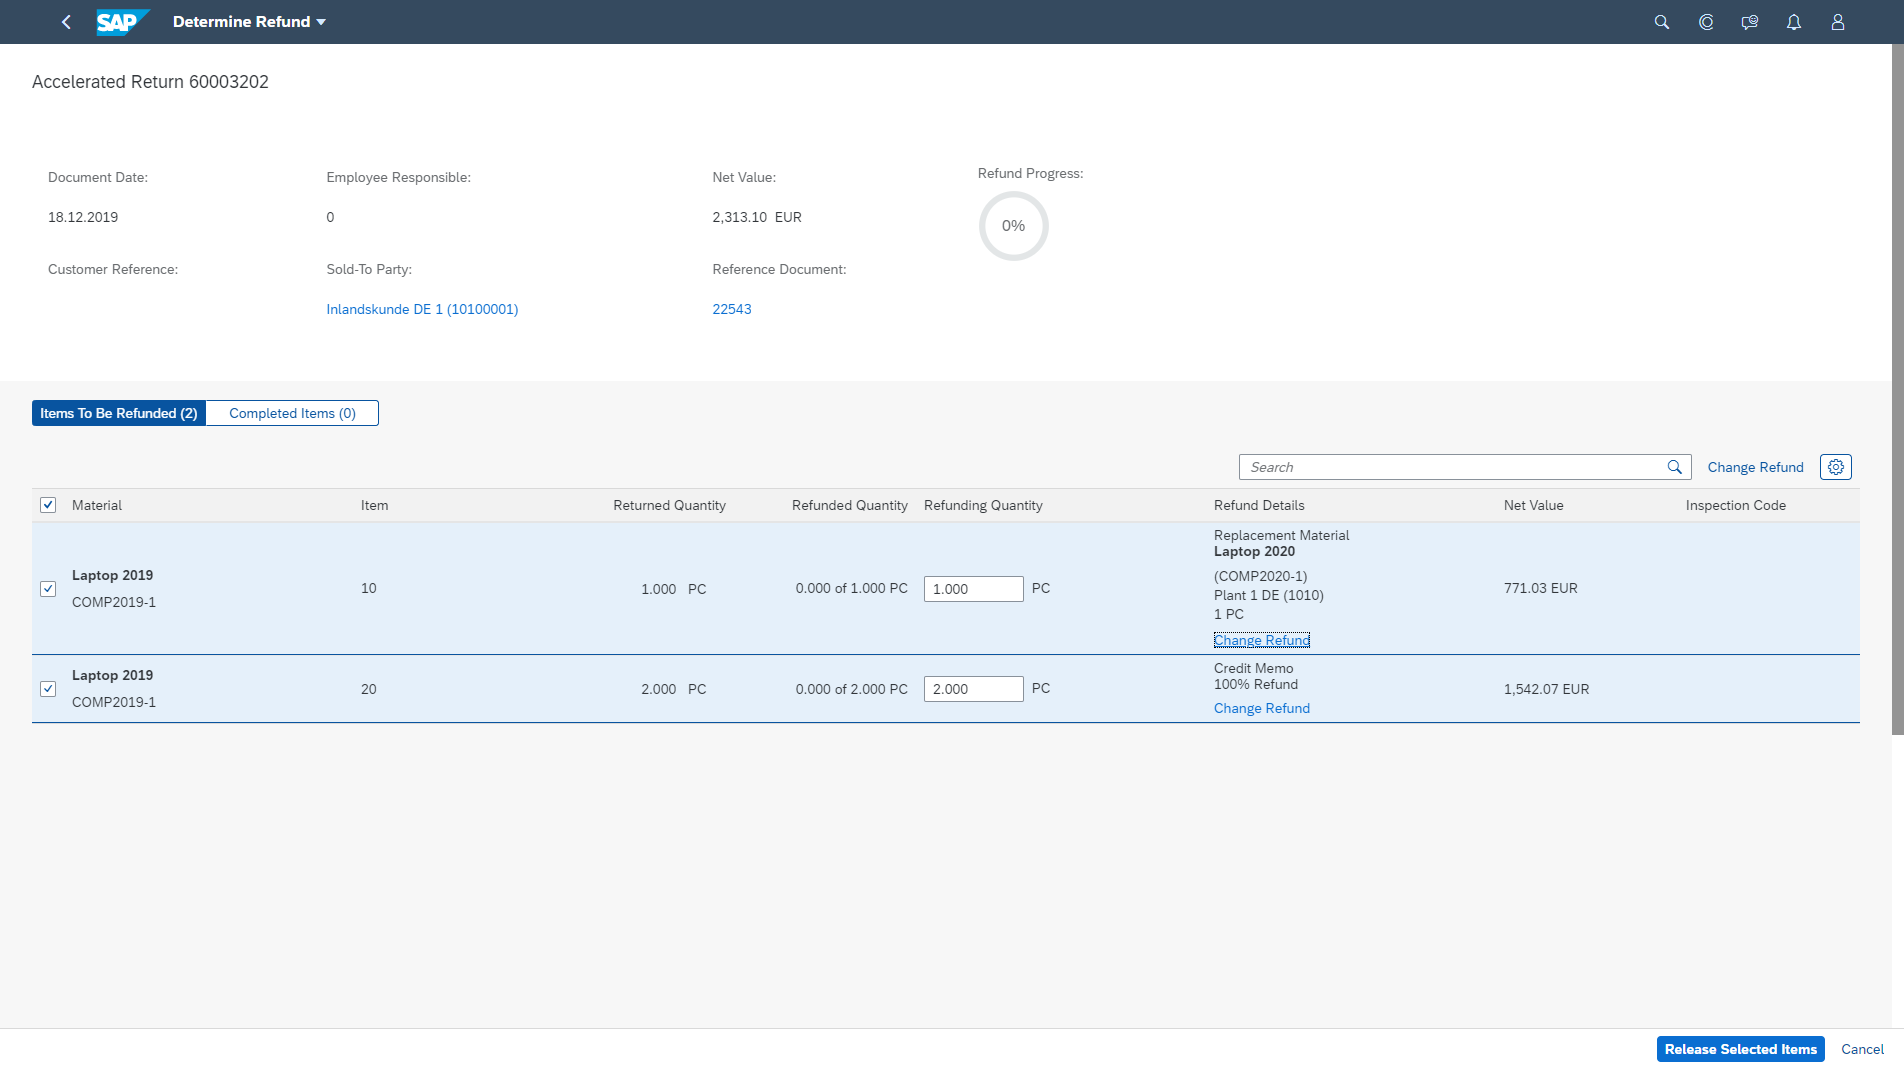 SAP Determine Refund
Accelerated Return 60003202
Document Date: Employee Responsible: Net Value: Refund Progress:
18.12.2019 0 2,313.10 EUR 0%
Customer Reference: Sold-To Party: Reference Document:
Inlandskunde DE 1 (10100001) 22543
Items To Be Refunded (2) Completed Items (0)
Search Change Refund
Material Item Returned Quantity Refunded Quantity Refunding Quantity Refund Details Net Value Inspection Code
Laptop 2019
COMP2019-1
10 1.000 PC 0.000 of 1.000 PC 1.000 PC
Replacement Material
Laptop 2020
(COMP2020-1)
Plant 1 DE (1010)
1 PC
Change Refund
771.03 EUR
Laptop 2019
COMP2019-1
20 2.000 PC 0.000 of 2.000 PC 2.000 PC
Credit Memo
100% Refund
Change Refund
1,542.07 EUR
Release Selected Items Cancel